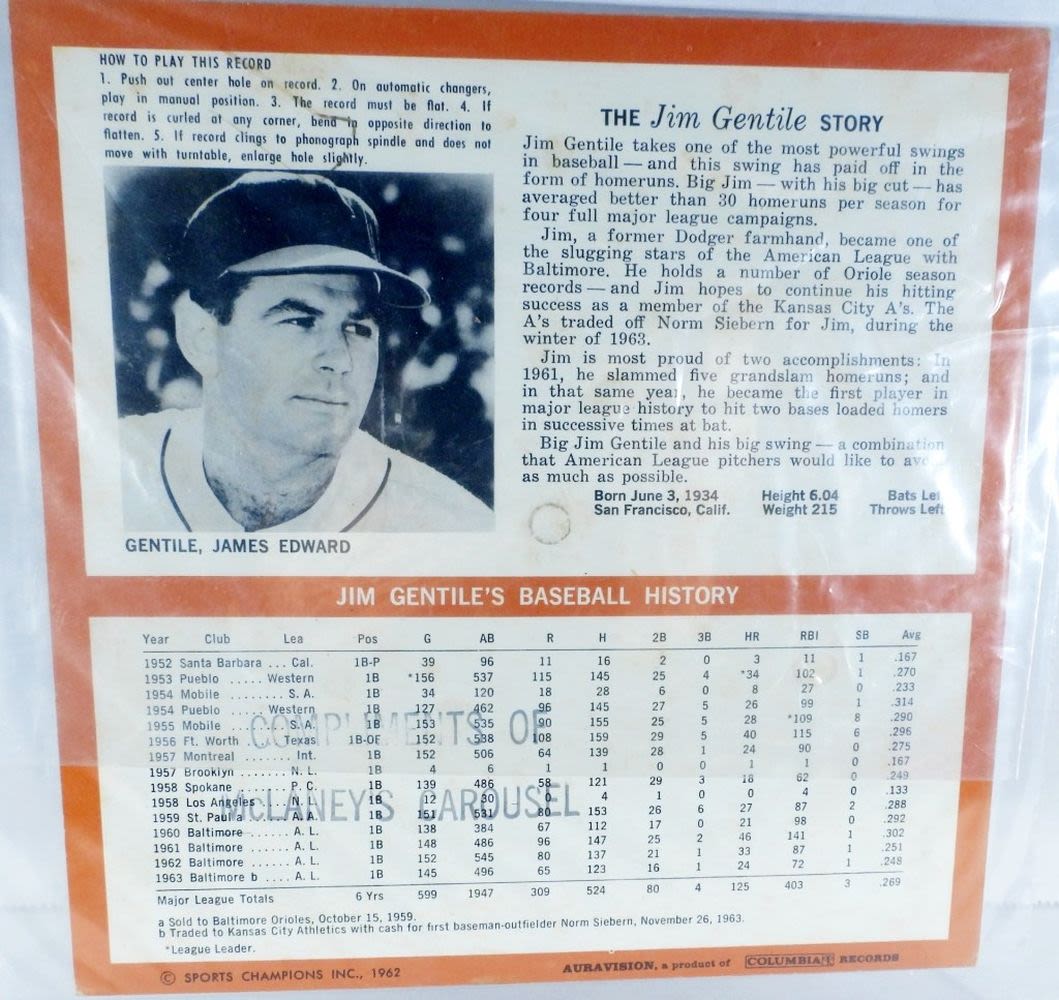 HOW TO PLAY THIS RECORD
1. Push out center hole on record. 2. On automatic changers,
play in manual position. 3. The record must be flat. 4. If
record is curled at any corner, bend in opposite direction to
flatten. 5. If record clings to phonograph spindle and does not
move with turntable, enlarge hole slightly.
GENTILE, JAMES EDWARD
THE Jim Gentile STORY
Jim Gentile takes one of the most powerful swings
in baseball — and this swing has paid off in the
form of homeruns. Big Jim — with his big cut — has
averaged better than 30 homeruns per season for
four full major league campaigns.
Jim, a former Dodger farmhand, became one of
the slugging stars of the American League with
Baltimore. He holds a number of Oriole season
records — and Jim hopes to continue his hitting
success as a member of the Kansas City A's. The
A's traded off Norm Siebern for Jim, during the
winter of 1963.
Jim is most proud of two accomplishments: In
1961, he slammed five grandslam homeruns; and
in that same year, he became the first player in
major league history to hit two bases loaded homers
in successive times at bat.
Big Jim Gentile and his big swing — a combination
that American League pitchers would like to
as much as possible.
Born June 3, 1934 Height 6.04 Bats Left
San Francisco, Calif. Weight 215 Throws Left
JIM GENTILE'S BASEBALL HISTORY
Year Club Lea Pos G AB R H 2B 3B HR RBI SB Avg
1952 Santa Barbara ... Cal. 1B-P 39 96 11 16 2 0 3 11 1 .167
1953 Pueblo ..... Western 1B *156 537 115 145 25 4 *34 102 1 .270
1954 Mobile ........ S. A. 1B 34 120 18 28 6 0 8 27 0 .233
1954 Pueblo ..... Western 1B 127 462 96 145 27 5 26 99 1 .314
1955 Mobile ........ S. A. 1B 153 535 90 155 25 5 28 *109 8 .290
1956 Ft. Worth .... Texas 1B-OF 152 538 108 159 29 5 40 115 6 .296
1957 Montreal ...... Int. 1B 152 506 64 139 28 1 24 90 0 .275
1957 Brooklyn ....... N. L. 1B 4 6 1 1 0 0 1 1 0 .167
1958 Spokane ..... P. C. 1B 139 486 58 121 29 3 18 62 0 .249
1958 Los Angeles ... N. L. 1B 12 30 0 4 1 0 0 4 0 .133
1959 St. Paul a ..... A. A. 1B 151 531 80 153 26 6 27 87 2 .288
1960 Baltimore ...... A. L. 1B 138 384 67 112 17 0 21 98 0 .292
1961 Baltimore ...... A. L. 1B 148 486 96 147 25 2 46 141 1 .302
1962 Baltimore ...... A. L. 1B 152 545 80 137 21 1 33 87 1 .251
1963 Baltimore b .... A. L. 1B 145 496 65 123 16 1 24 72 1 .248
Major League Totals 6 Yrs 599 1947 309 524 80 4 125 403 3 .269
COMPLIMENTS OF
McLANEY'S CAROUSEL
a Sold to Baltimore Orioles, October 15, 1959.
b Traded to Kansas City Athletics with cash for first baseman-outfielder Norm Siebern, November 26, 1963.
*League Leader.
© SPORTS CHAMPIONS INC., 1962
AURAVISION, a product of COLUMBIA RECORDS